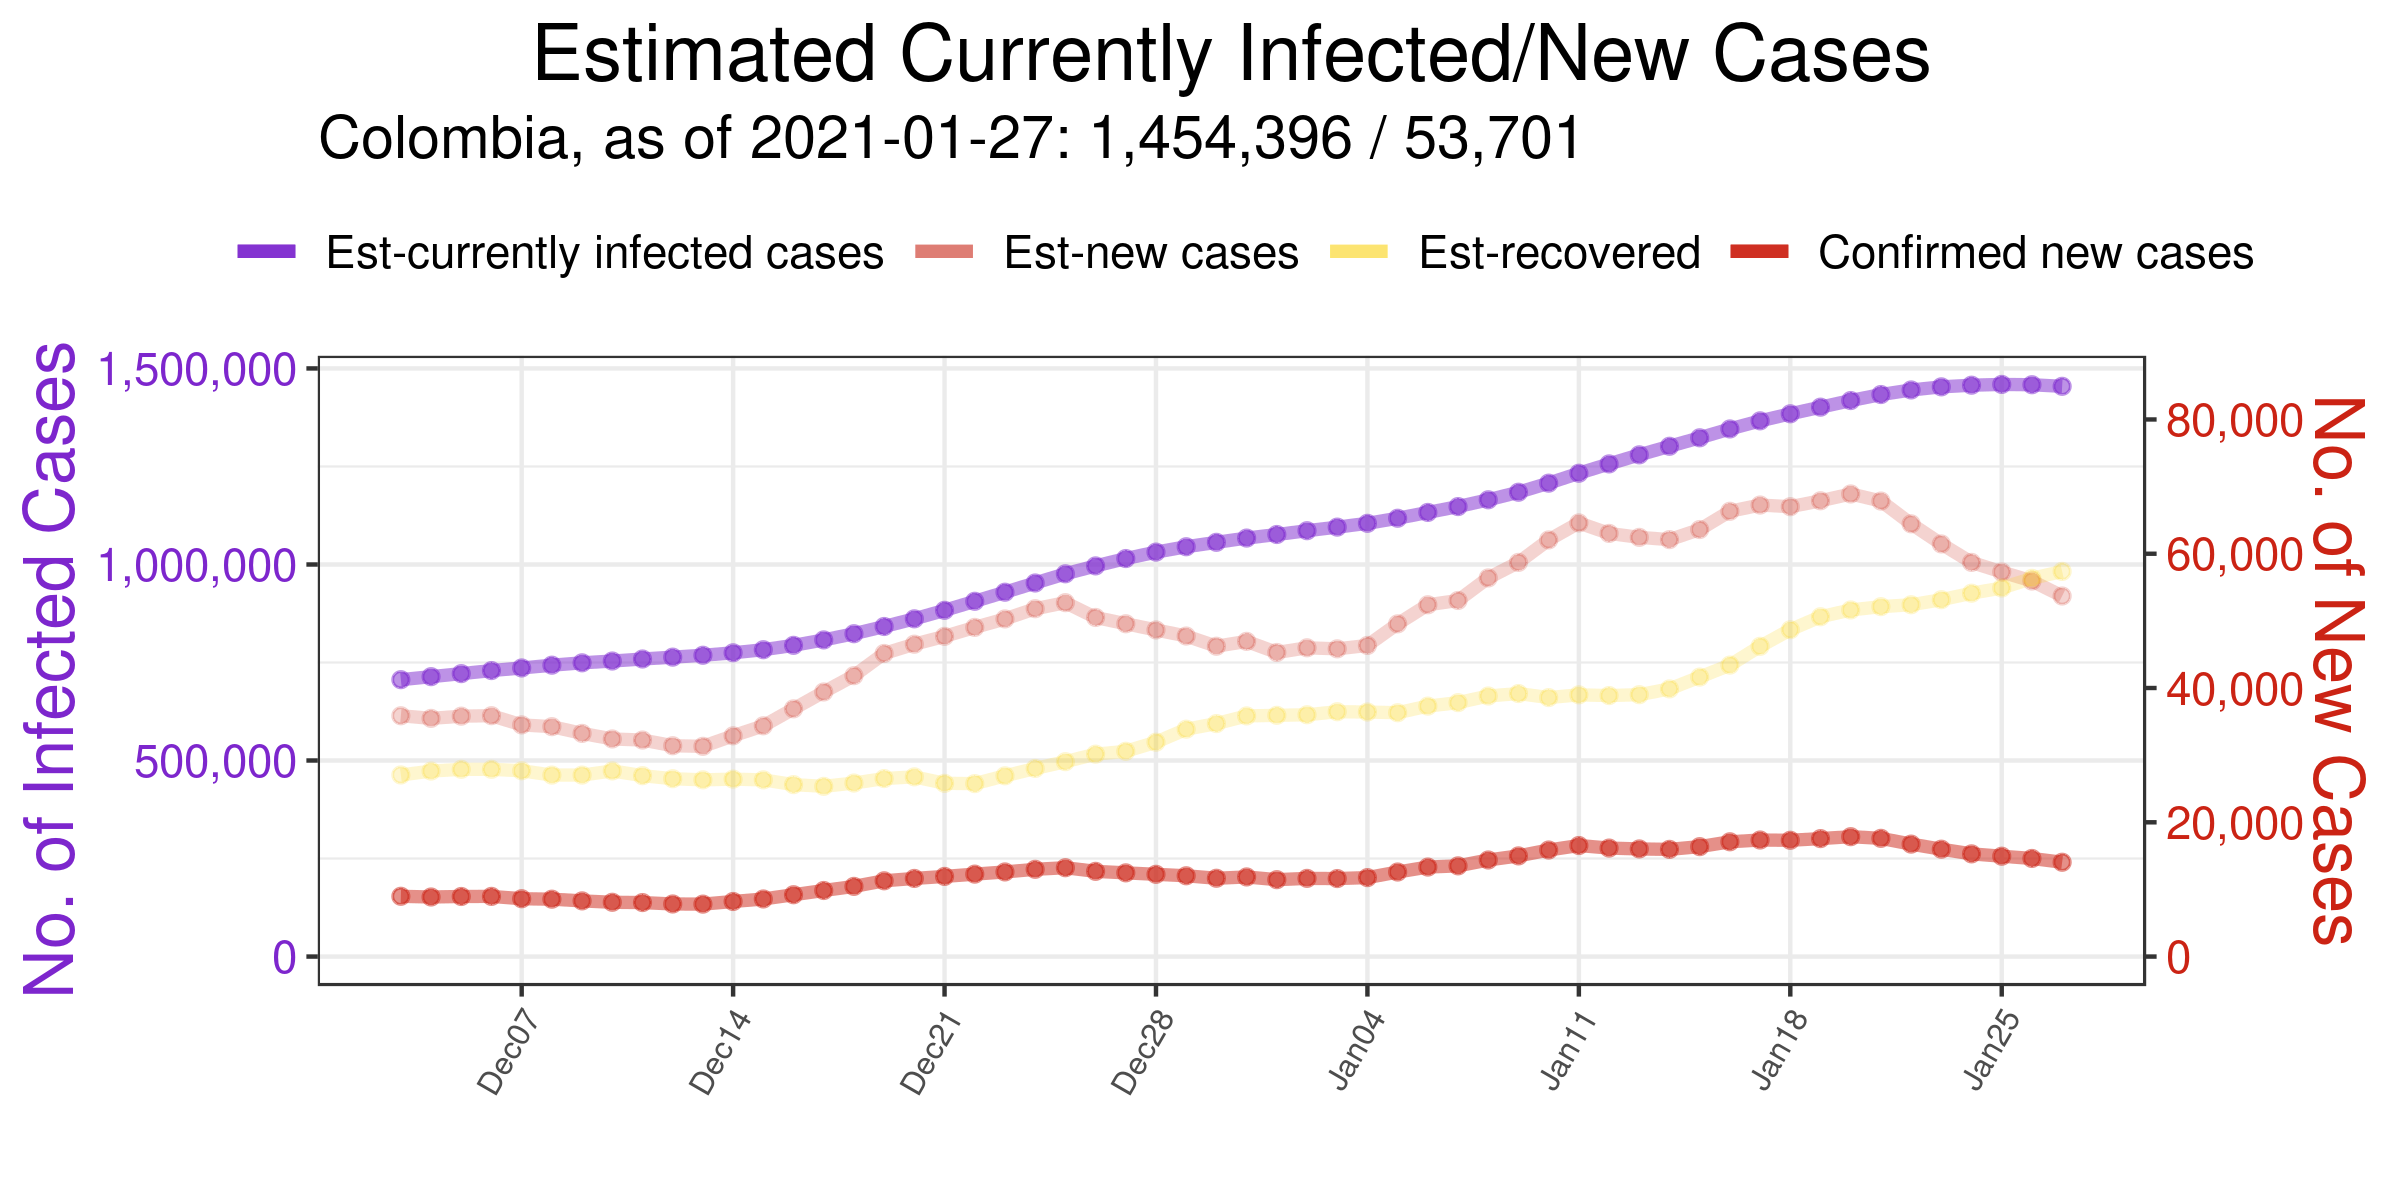 Estimated Currently Infected/New Cases
Colombia, as of 2021-01-27: 1,454,396 / 53,701
Est-currently infected cases Est-new cases Est-recovered Confirmed new cases
No. of Infected Cases
1,500,000
1,000,000
500,000
0
80,000
60,000
40,000
20,000
0
No. of New Cases
Dec07 Dec14 Dec21 Dec28 Jan04 Jan11 Jan18 Jan25